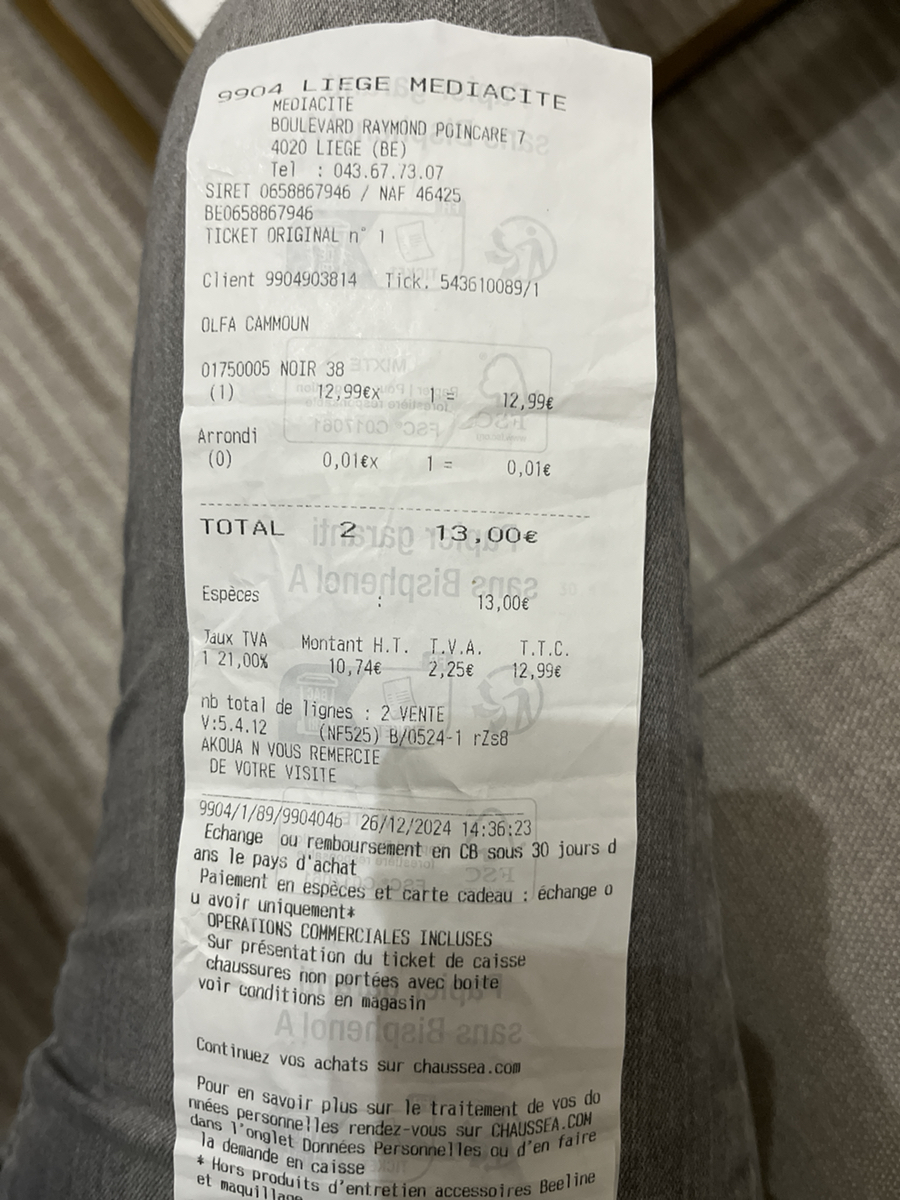 9904 LIEGE MEDIACITE
MEDIACITE
BOULEVARD RAYMOND POINCARE 7
4020 LIEGE (BE)
Tel : 043.67.73.07
SIRET 0658867946 / NAF 46425
BE0658867946
TICKET ORIGINAL n° 1
Client 9904903814 Tick. 543610089/1
OLFA CAMMOUN
01750005 NOIR 38
(1) 12,99€x 1 = 12,99€
Arrondi
(0) 0,01€x 1 = 0,01€
TOTAL 2 13,00€
Espèces : 13,00€
Taux TVA Montant H.T. T.V.A. T.T.C.
1 21,00% 10,74€ 2,25€ 12,99€
nb total de lignes : 2 VENTE
V:5.4.12 (NF525) B/0524-1 rZs8
AKOUA N VOUS REMERCIE
DE VOTRE VISITE
9904/1/89/9904046 26/12/2024 14:36:23
Echange ou remboursement en CB sous 30 jours d
ans le pays d'achat
Paiement en espèces et carte cadeau : échange o
u avoir uniquement*
OPERATIONS COMMERCIALES INCLUSES
Sur présentation du ticket de caisse
chaussures non portées avec boite
voir conditions en magasin
Continuez vos achats sur chaussea.com
Pour en savoir plus sur le traitement de vos do
nnées personnelles rendez-vous sur CHAUSSEA.COM
dans l'onglet Données Personnelles ou d'en faire
la demande en caisse
* Hors produits d'entretien accessoires Beeline
et maquillage